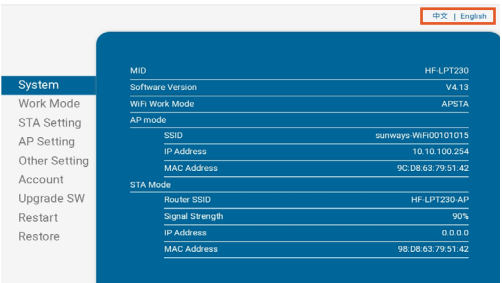 中文 | English
System
Work Mode
STA Setting
AP Setting
Other Setting
Account
Upgrade SW
Restart
Restore
MID HF-LPT230
Software Version V4.13
WiFi Work Mode APSTA
AP mode
SSID sunways-WiFi00101015
IP Address 10.10.100.254
MAC Address 9C:D8:63:79:51:42
STA Mode
Router SSID HF-LPT230-AP
Signal Strength 90%
IP Address 0.0.0.0
MAC Address 98:D8:63:79:51:42